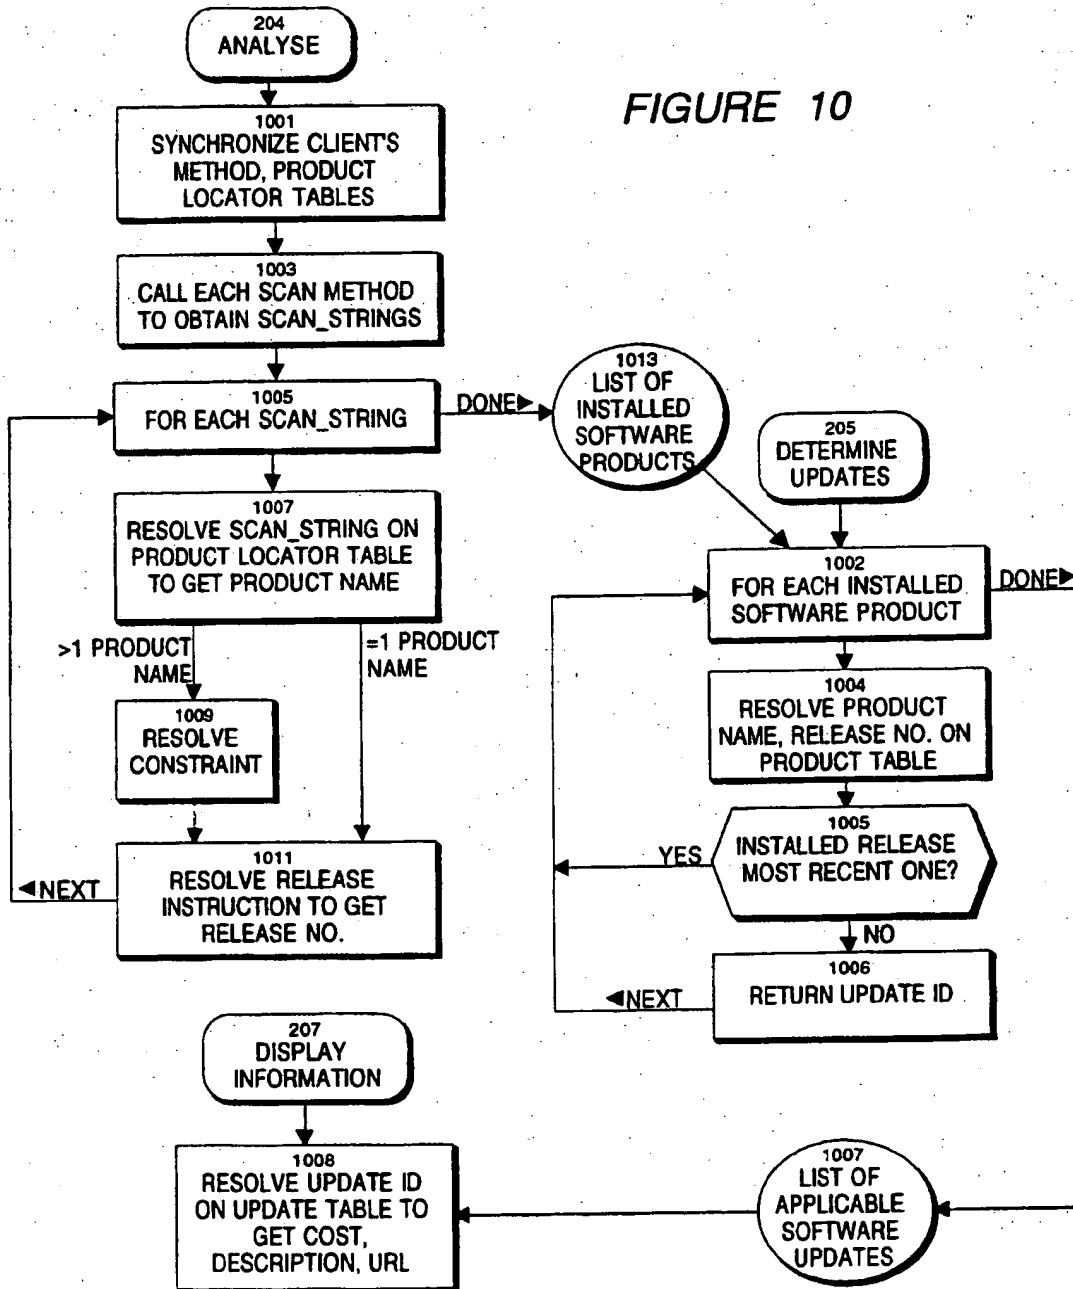 FIGURE 10
204
ANALYSE
1001
SYNCHRONIZE CLIENT'S
METHOD, PRODUCT
LOCATOR TABLES
1003
CALL EACH SCAN METHOD
TO OBTAIN SCAN_STRINGS
1005
FOR EACH SCAN_STRING
DONE
1007
RESOLVE SCAN_STRING ON
PRODUCT LOCATOR TABLE
TO GET PRODUCT NAME
>1 PRODUCT
NAME
=1 PRODUCT
NAME
1009
RESOLVE
CONSTRAINT
1011
RESOLVE RELEASE
INSTRUCTION TO GET
RELEASE NO.
NEXT
1013
LIST OF
INSTALLED
SOFTWARE
PRODUCTS
205
DETERMINE
UPDATES
1002
FOR EACH INSTALLED
SOFTWARE PRODUCT
DONE
1004
RESOLVE PRODUCT
NAME, RELEASE NO. ON
PRODUCT TABLE
1005
INSTALLED RELEASE
MOST RECENT ONE?
YES
NO
1006
RETURN UPDATE ID
NEXT
207
DISPLAY
INFORMATION
1008
RESOLVE UPDATE ID
ON UPDATE TABLE TO
GET COST,
DESCRIPTION, URL
1007
LIST OF
APPLICABLE
SOFTWARE
UPDATES